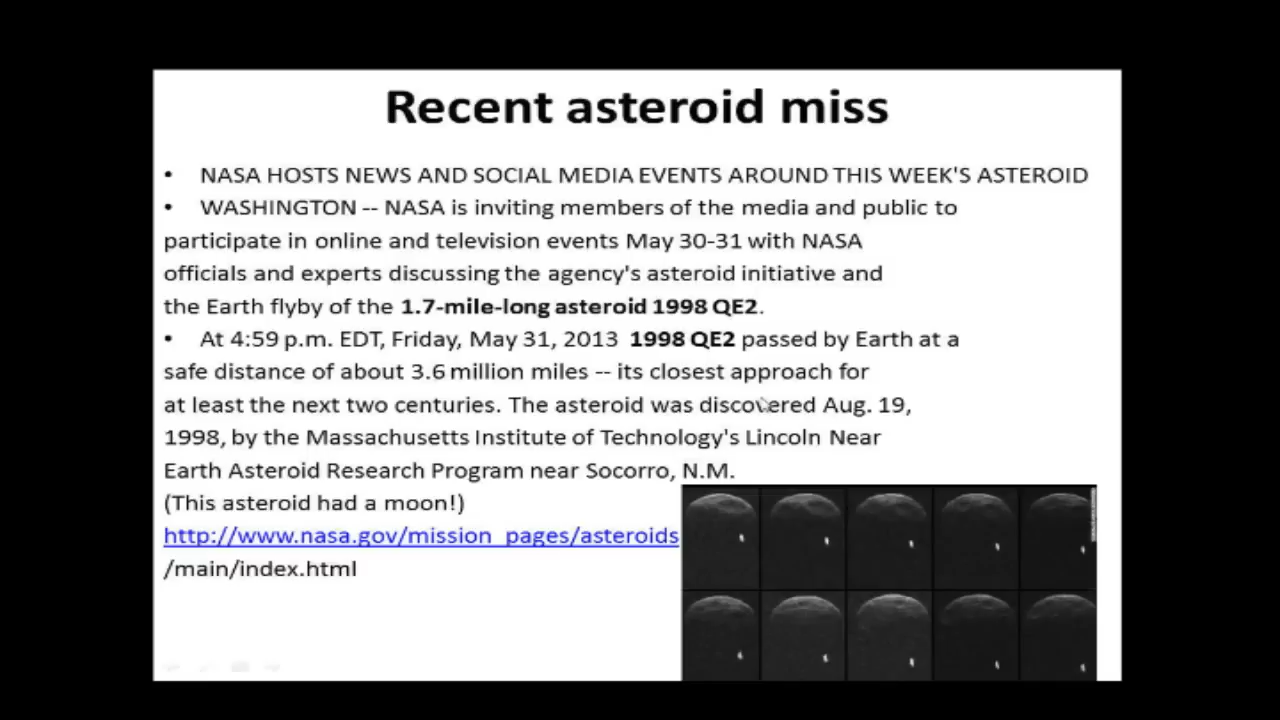 Recent asteroid miss
• NASA HOSTS NEWS AND SOCIAL MEDIA EVENTS AROUND THIS WEEK'S ASTEROID
• WASHINGTON -- NASA is inviting members of the media and public to
participate in online and television events May 30-31 with NASA
officials and experts discussing the agency's asteroid initiative and
the Earth flyby of the 1.7-mile-long asteroid 1998 QE2.
• At 4:59 p.m. EDT, Friday, May 31, 2013 1998 QE2 passed by Earth at a
safe distance of about 3.6 million miles -- its closest approach for
at least the next two centuries. The asteroid was discovered Aug. 19,
1998, by the Massachusetts Institute of Technology's Lincoln Near
Earth Asteroid Research Program near Socorro, N.M.
(This asteroid had a moon!)
http://www.nasa.gov/mission_pages/asteroids
/main/index.html